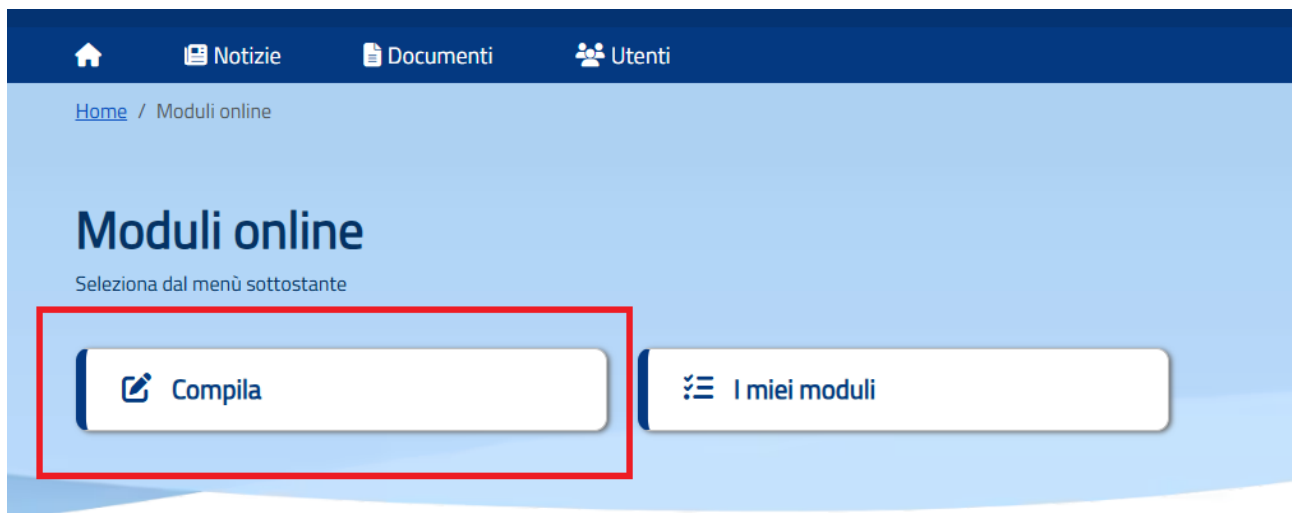 Notizie Documenti Utenti
Home / Moduli online
Moduli online
Seleziona dal menù sottostante
Compila I miei moduli